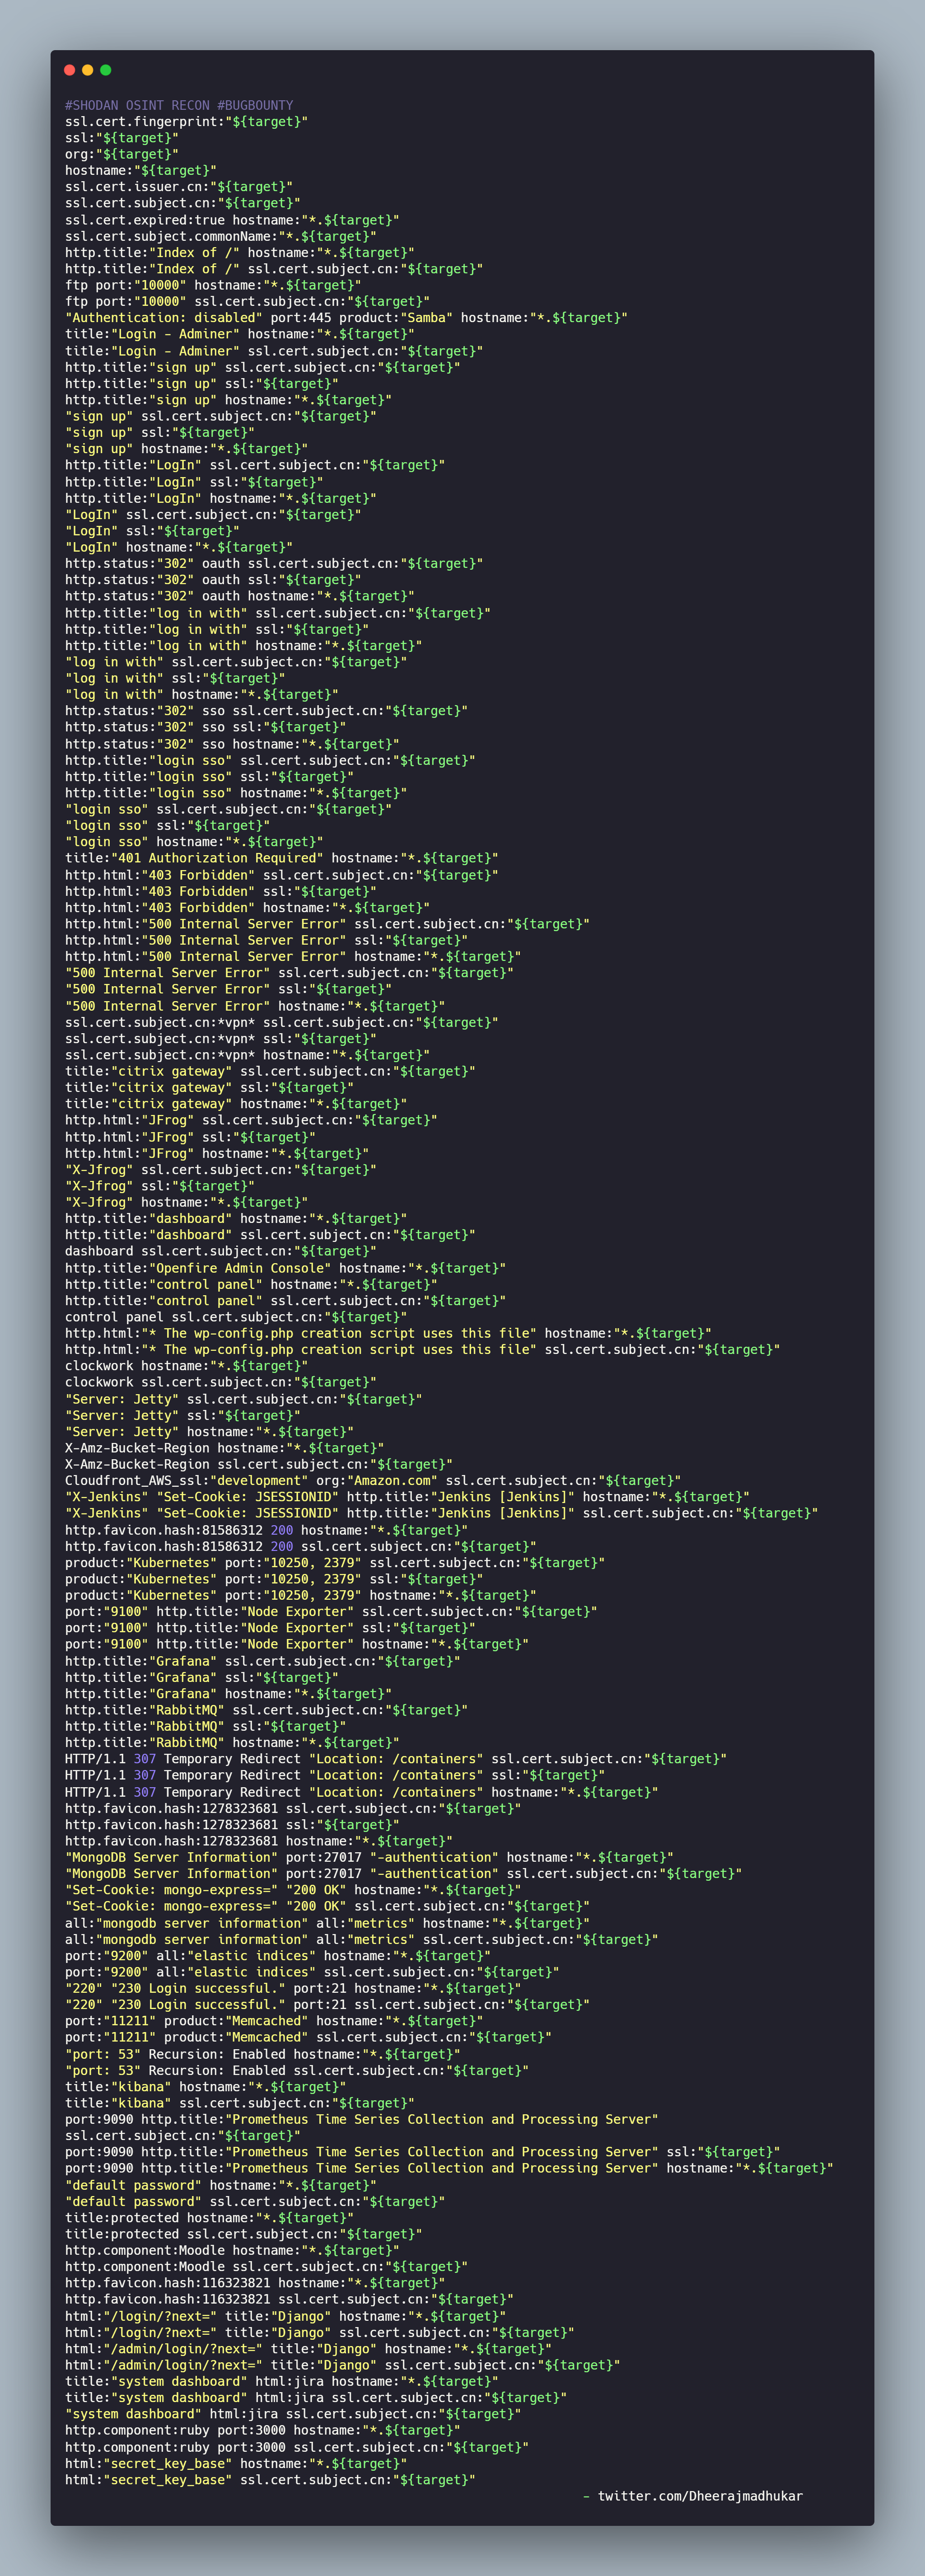 #SHODAN OSINT RECON #BUGBOUNTY
ssl.cert.fingerprint:"${target}"
ssl:"${target}"
org:"${target}"
hostname:"${target}"
ssl.cert.issuer.cn:"${target}"
ssl.cert.subject.cn:"${target}"
ssl.cert.expired:true hostname:"*.${target}"
ssl.cert.subject.commonName:"*.${target}"
http.title:"Index of /" hostname:"*.${target}"
http.title:"Index of /" ssl.cert.subject.cn:"${target}"
ftp port:"10000" hostname:"*.${target}"
ftp port:"10000" ssl.cert.subject.cn:"${target}"
"Authentication: disabled" port:445 product:"Samba" hostname:"*.${target}"
title:"Login - Adminer" hostname:"*.${target}"
title:"Login - Adminer" ssl.cert.subject.cn:"${target}"
http.title:"sign up" ssl.cert.subject.cn:"${target}"
http.title:"sign up" ssl:"${target}"
http.title:"sign up" hostname:"*.${target}"
"sign up" ssl.cert.subject.cn:"${target}"
"sign up" ssl:"${target}"
"sign up" hostname:"*.${target}"
http.title:"LogIn" ssl.cert.subject.cn:"${target}"
http.title:"LogIn" ssl:"${target}"
http.title:"LogIn" hostname:"*.${target}"
"LogIn" ssl.cert.subject.cn:"${target}"
"LogIn" ssl:"${target}"
"LogIn" hostname:"*.${target}"
http.status:"302" oauth ssl.cert.subject.cn:"${target}"
http.status:"302" oauth ssl:"${target}"
http.status:"302" oauth hostname:"*.${target}"
http.title:"log in with" ssl.cert.subject.cn:"${target}"
http.title:"log in with" ssl:"${target}"
http.title:"log in with" hostname:"*.${target}"
"log in with" ssl.cert.subject.cn:"${target}"
"log in with" ssl:"${target}"
"log in with" hostname:"*.${target}"
http.status:"302" sso ssl.cert.subject.cn:"${target}"
http.status:"302" sso ssl:"${target}"
http.status:"302" sso hostname:"*.${target}"
http.title:"login sso" ssl.cert.subject.cn:"${target}"
http.title:"login sso" ssl:"${target}"
http.title:"login sso" hostname:"*.${target}"
"login sso" ssl.cert.subject.cn:"${target}"
"login sso" ssl:"${target}"
"login sso" hostname:"*.${target}"
title:"401 Authorization Required" hostname:"*.${target}"
http.html:"403 Forbidden" ssl.cert.subject.cn:"${target}"
http.html:"403 Forbidden" ssl:"${target}"
http.html:"403 Forbidden" hostname:"*.${target}"
http.html:"500 Internal Server Error" ssl.cert.subject.cn:"${target}"
http.html:"500 Internal Server Error" ssl:"${target}"
http.html:"500 Internal Server Error" hostname:"*.${target}"
"500 Internal Server Error" ssl.cert.subject.cn:"${target}"
"500 Internal Server Error" ssl:"${target}"
"500 Internal Server Error" hostname:"*.${target}"
ssl.cert.subject.cn:*vpn* ssl.cert.subject.cn:"${target}"
ssl.cert.subject.cn:*vpn* ssl:"${target}"
ssl.cert.subject.cn:*vpn* hostname:"*.${target}"
title:"citrix gateway" ssl.cert.subject.cn:"${target}"
title:"citrix gateway" ssl:"${target}"
title:"citrix gateway" hostname:"*.${target}"
http.html:"JFrog" ssl.cert.subject.cn:"${target}"
http.html:"JFrog" ssl:"${target}"
http.html:"JFrog" hostname:"*.${target}"
"X-Jfrog" ssl.cert.subject.cn:"${target}"
"X-Jfrog" ssl:"${target}"
"X-Jfrog" hostname:"*.${target}"
http.title:"dashboard" hostname:"*.${target}"
http.title:"dashboard" ssl.cert.subject.cn:"${target}"
dashboard ssl.cert.subject.cn:"${target}"
http.title:"Openfire Admin Console" hostname:"*.${target}"
http.title:"control panel" hostname:"*.${target}"
http.title:"control panel" ssl.cert.subject.cn:"${target}"
control panel ssl.cert.subject.cn:"${target}"
http.html:"* The wp-config.php creation script uses this file" hostname:"*.${target}"
http.html:"* The wp-config.php creation script uses this file" ssl.cert.subject.cn:"${target}"
clockwork hostname:"*.${target}"
clockwork ssl.cert.subject.cn:"${target}"
"Server: Jetty" ssl.cert.subject.cn:"${target}"
"Server: Jetty" ssl:"${target}"
"Server: Jetty" hostname:"*.${target}"
X-Amz-Bucket-Region hostname:"*.${target}"
X-Amz-Bucket-Region ssl.cert.subject.cn:"${target}"
Cloudfront_AWS_ssl:"development" org:"Amazon.com" ssl.cert.subject.cn:"${target}"
"X-Jenkins" "Set-Cookie: JSESSIONID" http.title:"Jenkins [Jenkins]" hostname:"*.${target}"
"X-Jenkins" "Set-Cookie: JSESSIONID" http.title:"Jenkins [Jenkins]" ssl.cert.subject.cn:"${target}"
http.favicon.hash:81586312 200 hostname:"*.${target}"
http.favicon.hash:81586312 200 ssl.cert.subject.cn:"${target}"
product:"Kubernetes" port:"10250, 2379" ssl.cert.subject.cn:"${target}"
product:"Kubernetes" port:"10250, 2379" ssl:"${target}"
product:"Kubernetes" port:"10250, 2379" hostname:"*.${target}"
port:"9100" http.title:"Node Exporter" ssl.cert.subject.cn:"${target}"
port:"9100" http.title:"Node Exporter" ssl:"${target}"
port:"9100" http.title:"Node Exporter" hostname:"*.${target}"
http.title:"Grafana" ssl.cert.subject.cn:"${target}"
http.title:"Grafana" ssl:"${target}"
http.title:"Grafana" hostname:"*.${target}"
http.title:"RabbitMQ" ssl.cert.subject.cn:"${target}"
http.title:"RabbitMQ" ssl:"${target}"
http.title:"RabbitMQ" hostname:"*.${target}"
HTTP/1.1 307 Temporary Redirect "Location: /containers" ssl.cert.subject.cn:"${target}"
HTTP/1.1 307 Temporary Redirect "Location: /containers" ssl:"${target}"
HTTP/1.1 307 Temporary Redirect "Location: /containers" hostname:"*.${target}"
http.favicon.hash:1278323681 ssl.cert.subject.cn:"${target}"
http.favicon.hash:1278323681 ssl:"${target}"
http.favicon.hash:1278323681 hostname:"*.${target}"
"MongoDB Server Information" port:27017 "-authentication" hostname:"*.${target}"
"MongoDB Server Information" port:27017 "-authentication" ssl.cert.subject.cn:"${target}"
"Set-Cookie: mongo-express=" "200 OK" hostname:"*.${target}"
"Set-Cookie: mongo-express=" "200 OK" ssl.cert.subject.cn:"${target}"
all:"mongodb server information" all:"metrics" hostname:"*.${target}"
all:"mongodb server information" all:"metrics" ssl.cert.subject.cn:"${target}"
port:"9200" all:"elastic indices" hostname:"*.${target}"
port:"9200" all:"elastic indices" ssl.cert.subject.cn:"${target}"
"220" "230 Login successful." port:21 hostname:"*.${target}"
"220" "230 Login successful." port:21 ssl.cert.subject.cn:"${target}"
port:"11211" product:"Memcached" hostname:"*.${target}"
port:"11211" product:"Memcached" ssl.cert.subject.cn:"${target}"
"port: 53" Recursion: Enabled hostname:"*.${target}"
"port: 53" Recursion: Enabled ssl.cert.subject.cn:"${target}"
title:"kibana" hostname:"*.${target}"
title:"kibana" ssl.cert.subject.cn:"${target}"
port:9090 http.title:"Prometheus Time Series Collection and Processing Server"
ssl.cert.subject.cn:"${target}"
port:9090 http.title:"Prometheus Time Series Collection and Processing Server" ssl:"${target}"
port:9090 http.title:"Prometheus Time Series Collection and Processing Server" hostname:"*.${target}"
"default password" hostname:"*.${target}"
"default password" ssl.cert.subject.cn:"${target}"
title:protected hostname:"*.${target}"
title:protected ssl.cert.subject.cn:"${target}"
http.component:Moodle hostname:"*.${target}"
http.component:Moodle ssl.cert.subject.cn:"${target}"
http.favicon.hash:116323821 hostname:"*.${target}"
http.favicon.hash:116323821 ssl.cert.subject.cn:"${target}"
html:"/login/?next=" title:"Django" hostname:"*.${target}"
html:"/login/?next=" title:"Django" ssl.cert.subject.cn:"${target}"
html:"/admin/login/?next=" title:"Django" hostname:"*.${target}"
html:"/admin/login/?next=" title:"Django" ssl.cert.subject.cn:"${target}"
title:"system dashboard" html:jira hostname:"*.${target}"
title:"system dashboard" html:jira ssl.cert.subject.cn:"${target}"
"system dashboard" html:jira ssl.cert.subject.cn:"${target}"
http.component:ruby port:3000 hostname:"*.${target}"
http.component:ruby port:3000 ssl.cert.subject.cn:"${target}"
html:"secret_key_base" hostname:"*.${target}"
html:"secret_key_base" ssl.cert.subject.cn:"${target}"
- twitter.com/Dheerajmadhukar